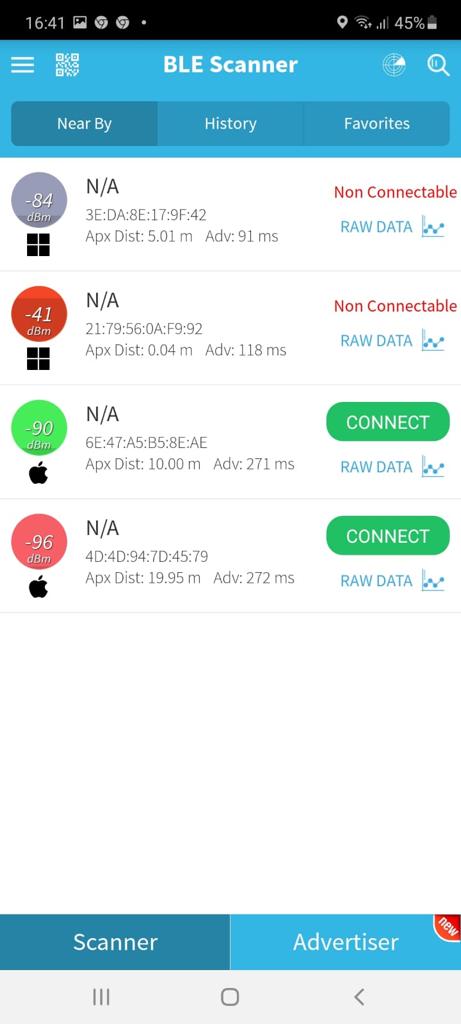 16:41 45%
BLE Scanner
Near By History Favorites
-84 dBm
N/A
3E:DA:8E:17:9F:42
Apx Dist: 5.01 m Adv: 91 ms
Non Connectable
RAW DATA
-41 dBm
N/A
21:79:56:0A:F9:92
Apx Dist: 0.04 m Adv: 118 ms
Non Connectable
RAW DATA
-90 dBm
N/A
6E:47:A5:B5:8E:AE
Apx Dist: 10.00 m Adv: 271 ms
CONNECT
RAW DATA
-96 dBm
N/A
4D:4D:94:7D:45:79
Apx Dist: 19.95 m Adv: 272 ms
CONNECT
RAW DATA
Scanner Advertiser new